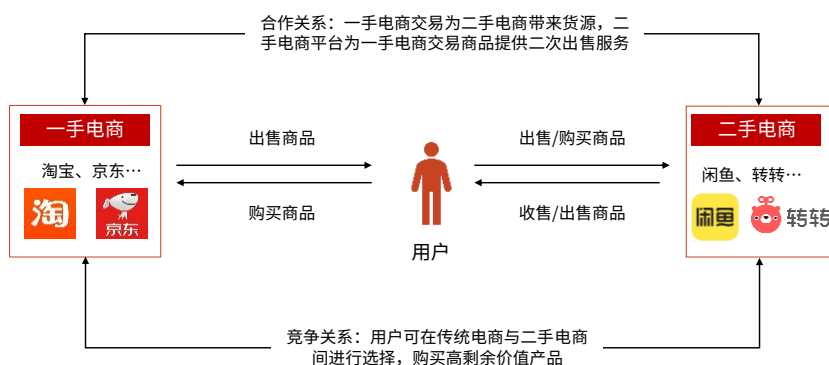 合作关系：一手电商交易为二手电商带来货源，二
手电商平台为一手电商交易商品提供二次出售服务
一手电商
淘宝、京东…
淘
京东
出售商品
购买商品
用户
出售/购买商品
收售/出售商品
二手电商
闲鱼、转转…
闲鱼
转转
竞争关系：用户可在传统电商与二手电商
间进行选择，购买高剩余价值产品